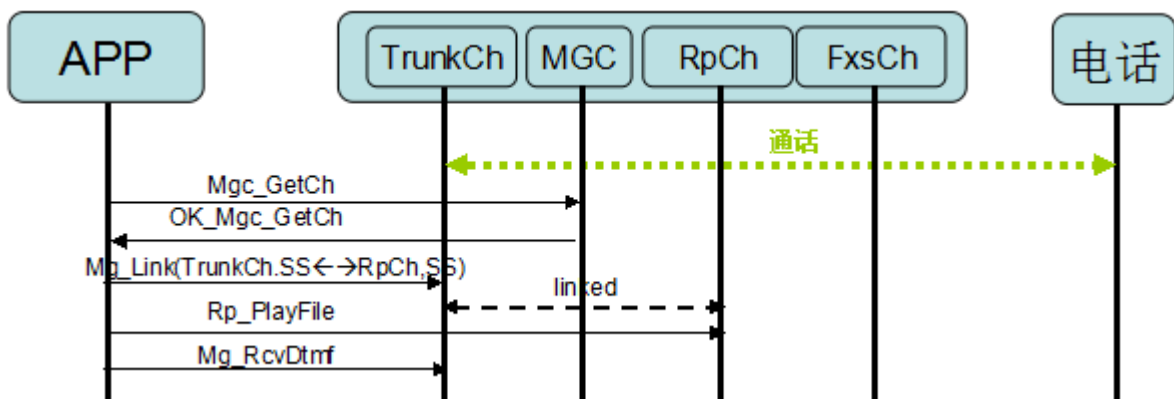 APP
TrunkCh
MGC
RpCh
FxsCh
电话
通话
Mgc_GetCh
OK_Mgc_GetCh
Mg_Link(TrunkCh.SS←→RpCh,SS)
linked
Rp_PlayFile
Mg_RcvDtmf